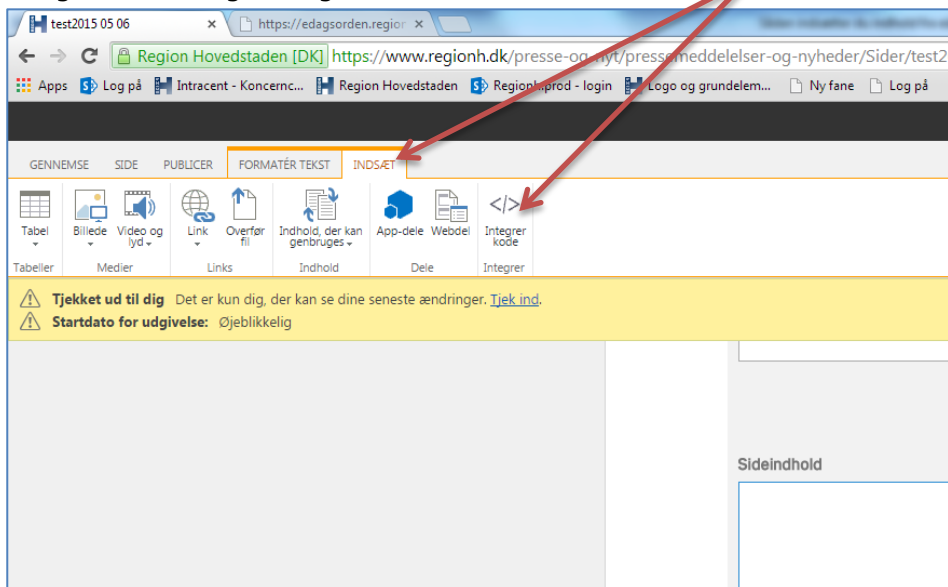 test2015 05 06
https://edagsorden.region
Region Hovedstaden [DK] https://www.regionh.dk/presse-og-nyt/pressemeddelelser-og-nyheder/Sider/test2
Apps Log på Intracent - Koncernc... Region Hovedstaden Regionh.prod - login Logo og grundelem... Ny fane Log på
GENNEMSE SIDE PUBLICER FORMATÉR TEKST INDSÆT
Tabel Billede Video og lyd Link Overfør fil Indhold, der kan genbruges App-dele Webdel Integrer kode
Tabeller Medier Links Indhold Dele Integrer
Tjekket ud til dig Det er kun dig, der kan se dine seneste ændringer. Tjek ind.
Startdato for udgivelse: Øjeblikkelig
Sideindhold